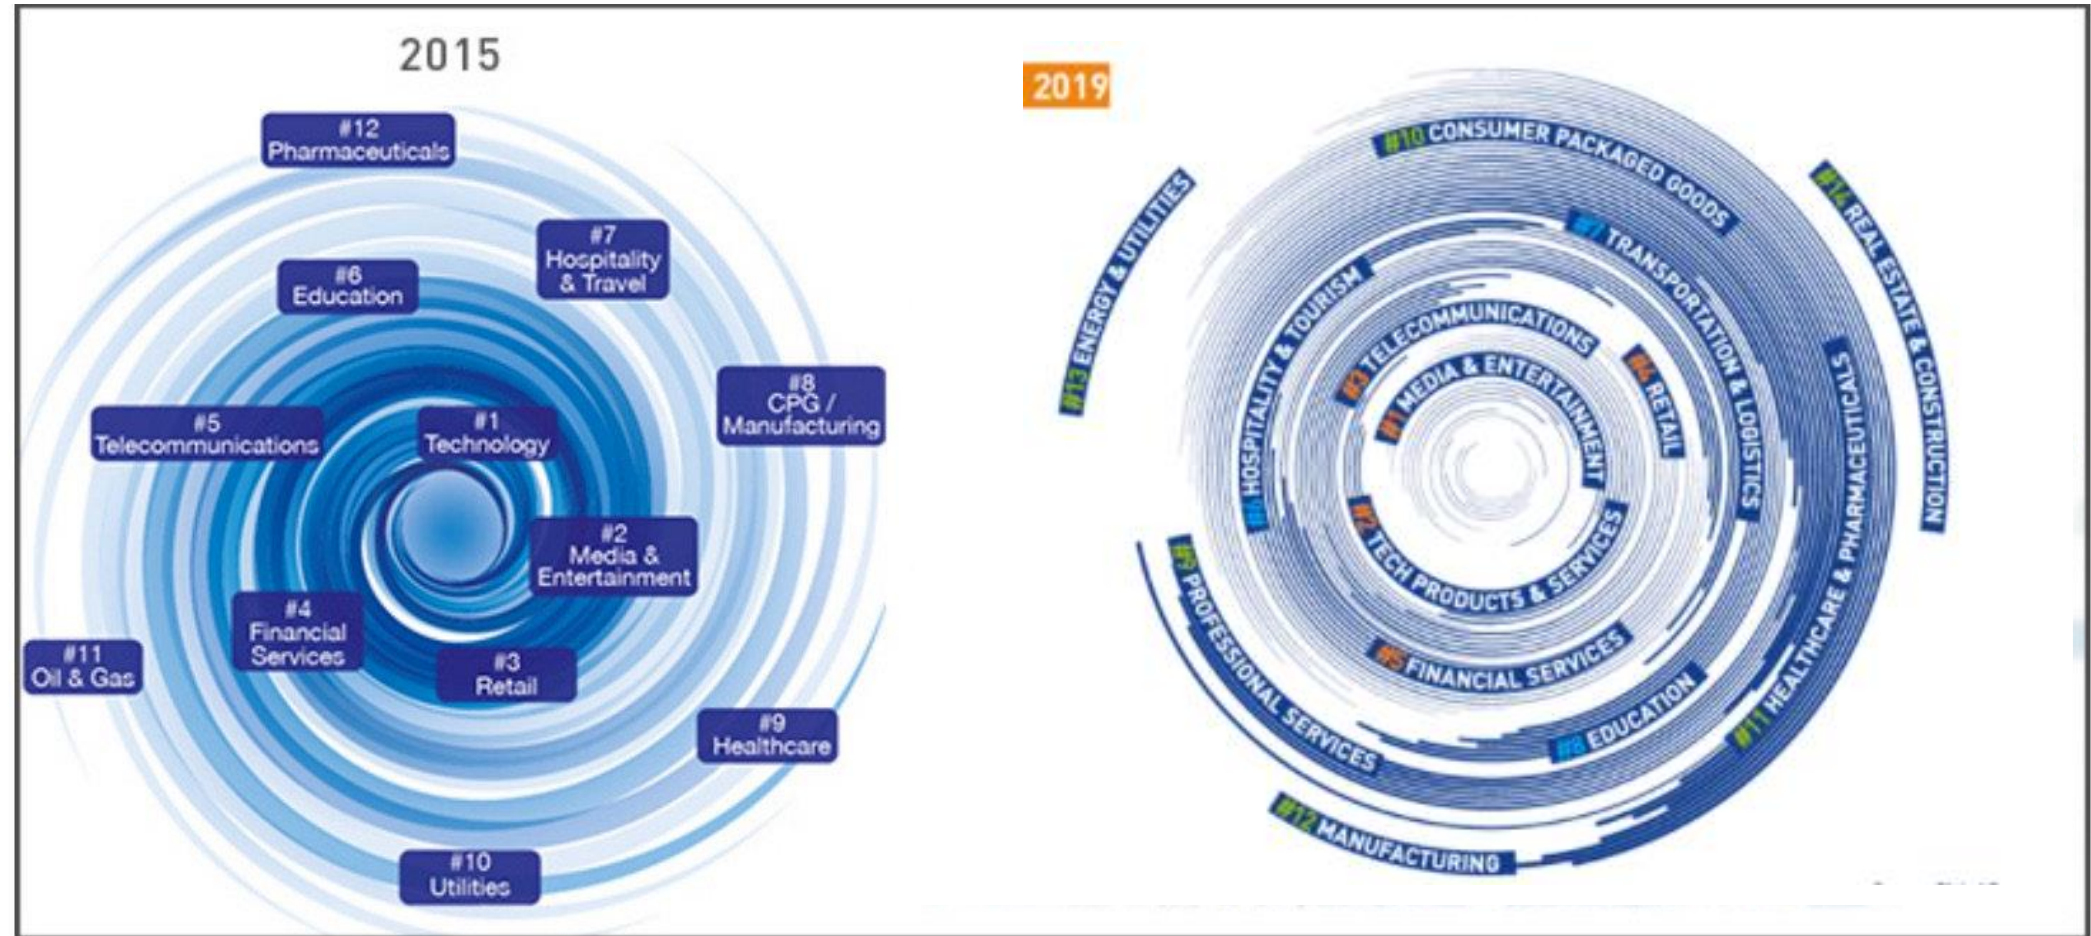 2015
#12
Pharmaceuticals
#7
Hospitality
& Travel
#6
Education
#8
CPG /
Manufacturing
#5
Telecommunications
#1
Technology
#2
Media &
Entertainment
#4
Financial
Services
#3
Retail
#11
Oil & Gas
#9
Healthcare
#10
Utilities
2019
#10 CONSUMER PACKAGED GOODS
#13 ENERGY & UTILITIES
#14 REAL ESTATE & CONSTRUCTION
#7 TRANSPORTATION & LOGISTICS
#6 HOSPITALITY & TOURISM
#3 TELECOMMUNICATIONS
#1 MEDIA & ENTERTAINMENT
#4 RETAIL
#2 TECH PRODUCTS & SERVICES
#5 FINANCIAL SERVICES
#8 EDUCATION
#9 PROFESSIONAL SERVICES
#11 HEALTHCARE & PHARMACEUTICALS
#12 MANUFACTURING